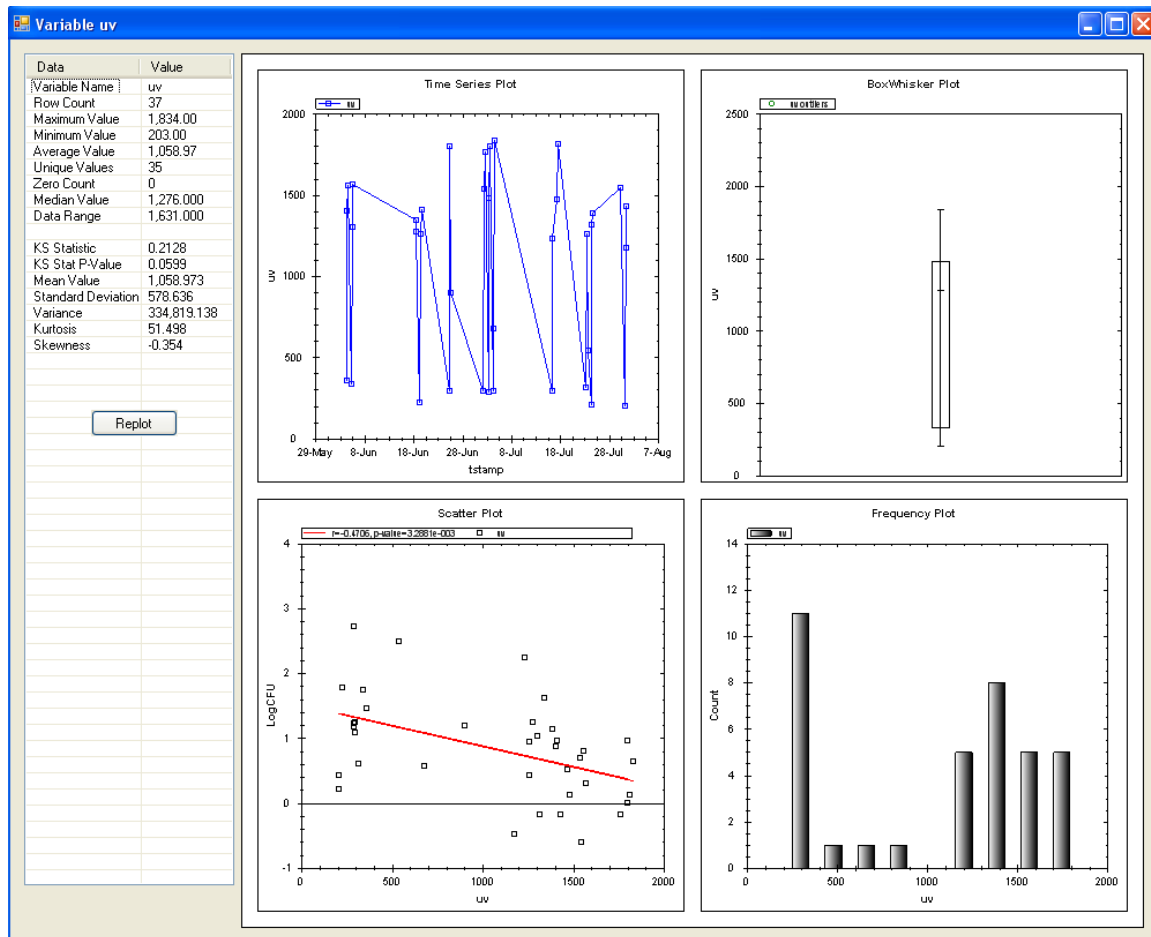 Variable uv
Data Value
Variable Name uv
Row Count 37
Maximum Value 1,834.00
Minimum Value 203.00
Average Value 1,058.97
Unique Values 35
Zero Count 0
Median Value 1,276.000
Data Range 1,631.000
KS Statistic 0.2128
KS Stat P-Value 0.0599
Mean Value 1,058.973
Standard Deviation 578.636
Variance 334,819.138
Kurtosis 51.498
Skewness -0.354
Replot
Time Series Plot
uv
2000
1500
1000
500
0
uv
29-May 8-Jun 18-Jun 28-Jun 8-Jul 18-Jul 28-Jul 7-Aug
tstamp
BoxWhisker Plot
uv outliers
2500
2000
1500
1000
500
0
uv
Scatter Plot
r=-0.4706, p-value=3.2881e-003 uv
4
3
2
1
0
-1
LogCFU
0 500 1000 1500 2000
uv
Frequency Plot
uv
14
12
10
8
6
4
2
0
Count
0 500 1000 1500 2000
uv